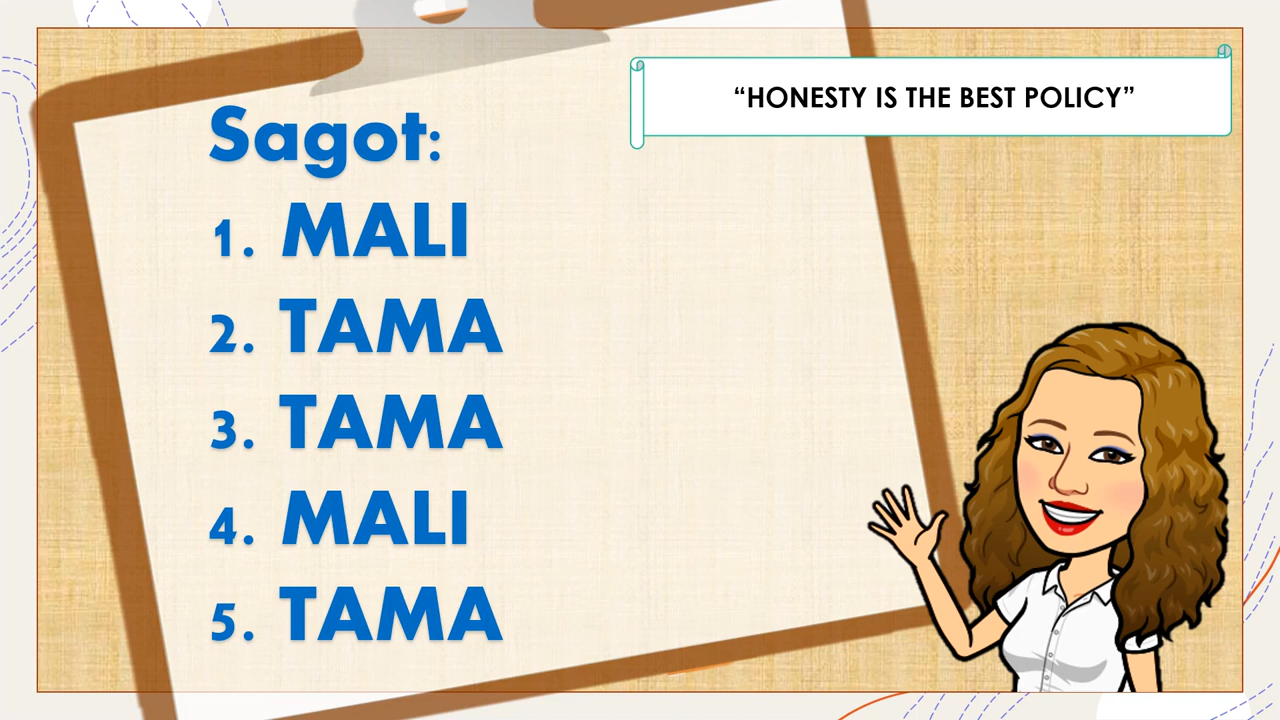 Sagot:
“HONESTY IS THE BEST POLICY”
1. MALI
2. TAMA
3. TAMA
4. MALI
5. TAMA